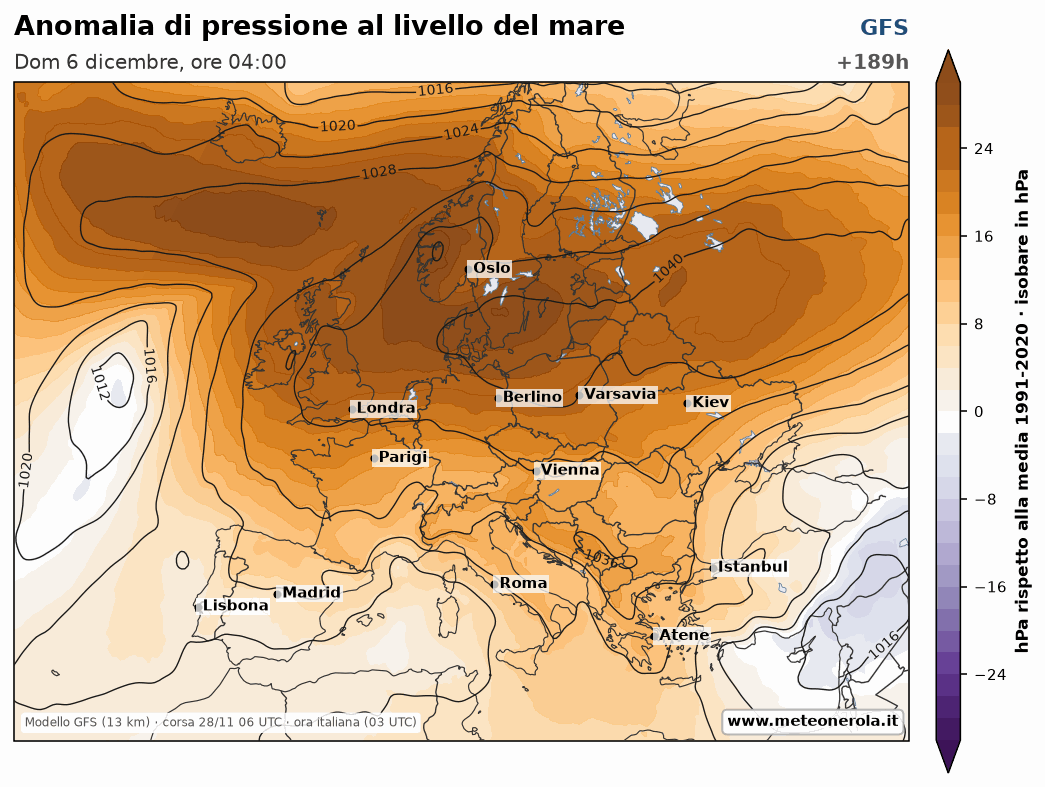 Anomalia di pressione al livello del mare
GFS
Dom 6 dicembre, ore 04:00
+189h
1016
1020
1024
1028
1040
Oslo
1016
1012
1020
Londra
Berlino
Varsavia
Kiev
Parigi
Vienna
1036
Istanbul
Roma
Madrid
Lisbona
Atene
1016
24
16
8
0
−8
−16
−24
hPa rispetto alla media 1991-2020 · isobare in hPa
Modello GFS (13 km) · corsa 28/11 06 UTC · ora italiana (03 UTC)
www.meteonerola.it